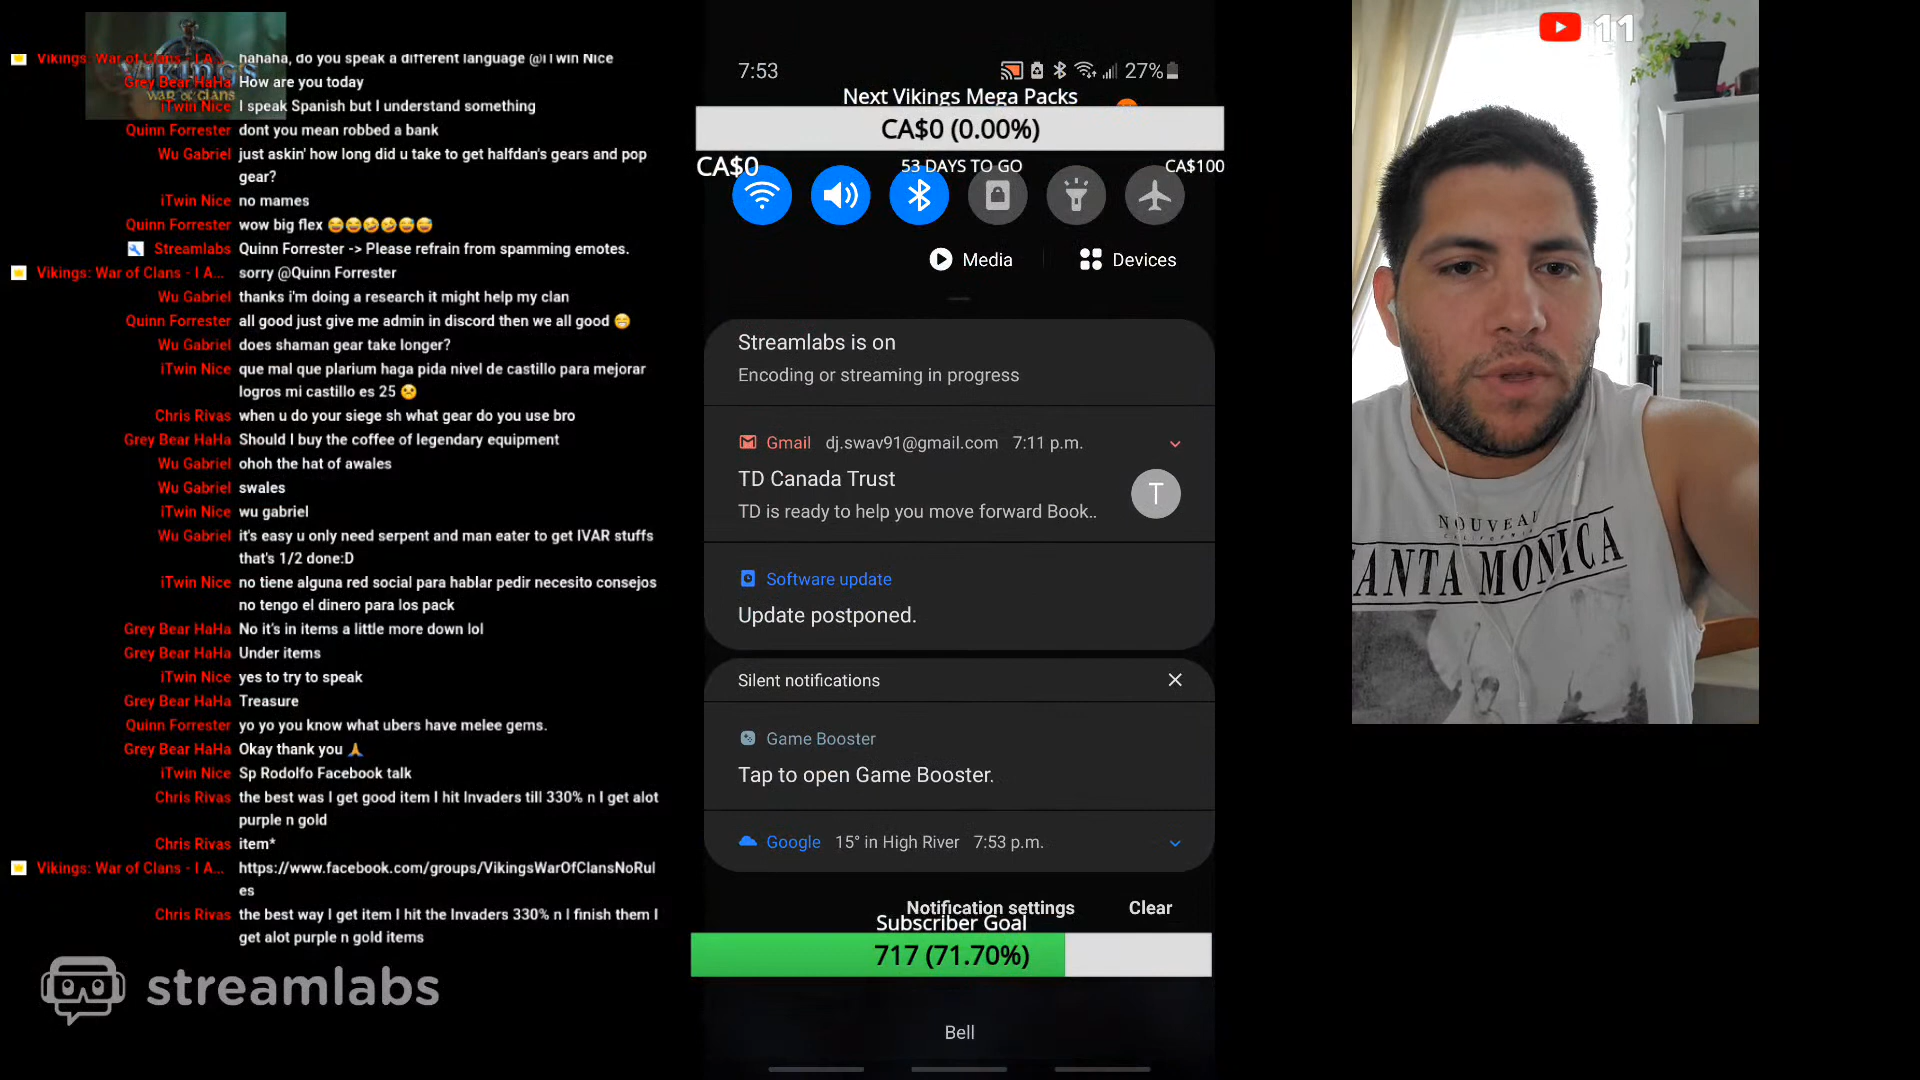 Vikings: War of Clans - I A... hahaha, do you speak a different language @iTwin Nice
Grey Bear HaHa How are you today
WAR OF CLANS
iTwin Nice I speak Spanish but I understand something
Quinn Forrester dont you mean robbed a bank
Wu Gabriel just askin' how long did u take to get halfdan's gears and pop
gear?
iTwin Nice no mames
Quinn Forrester wow big flex 😂😂🤣🤣😅😅
Streamlabs Quinn Forrester -> Please refrain from spamming emotes.
Vikings: War of Clans - I A... sorry @Quinn Forrester
Wu Gabriel thanks i'm doing a research it might help my clan
Quinn Forrester all good just give me admin in discord then we all good 😁
Wu Gabriel does shaman gear take longer?
iTwin Nice que mal que plarium haga pida nivel de castillo para mejorar
logros mi castillo es 25 😕
Chris Rivas when u do your siege sh what gear do you use bro
Grey Bear HaHa Should I buy the coffee of legendary equipment
Wu Gabriel ohoh the hat of awales
Wu Gabriel swales
iTwin Nice wu gabriel
Wu Gabriel it's easy u only need serpent and man eater to get IVAR stuffs
that's 1/2 done:D
iTwin Nice no tiene alguna red social para hablar pedir necesito consejos
no tengo el dinero para los pack
Grey Bear HaHa No it's in items a little more down lol
Grey Bear HaHa Under items
iTwin Nice yes to try to speak
Grey Bear HaHa Treasure
Quinn Forrester yo yo you know what ubers have melee gems.
Grey Bear HaHa Okay thank you 🙏
iTwin Nice Sp Rodolfo Facebook talk
Chris Rivas the best was I get good item I hit Invaders till 330% n I get alot
purple n gold
Chris Rivas item*
Vikings: War of Clans - I A... https://www.facebook.com/groups/VikingsWarOfClansNoRul
es
Chris Rivas the best way I get item I hit the Invaders 330% n I finish them I
get alot purple n gold items
streamlabs
7:53 27%
Next Vikings Mega Packs
CA$0 (0.00%)
CA$0 53 DAYS TO GO CA$100
Media Devices
Streamlabs is on
Encoding or streaming in progress
Gmail dj.swav91@gmail.com 7:11 p.m.
TD Canada Trust
T
TD is ready to help you move forward Book..
Software update
Update postponed.
Silent notifications
Game Booster
Tap to open Game Booster.
Google 15° in High River 7:53 p.m.
Notification settings Clear
Subscriber Goal
717 (71.70%)
Bell
11
NOUVEAU
CALIFORNIA
SANTA MONICA